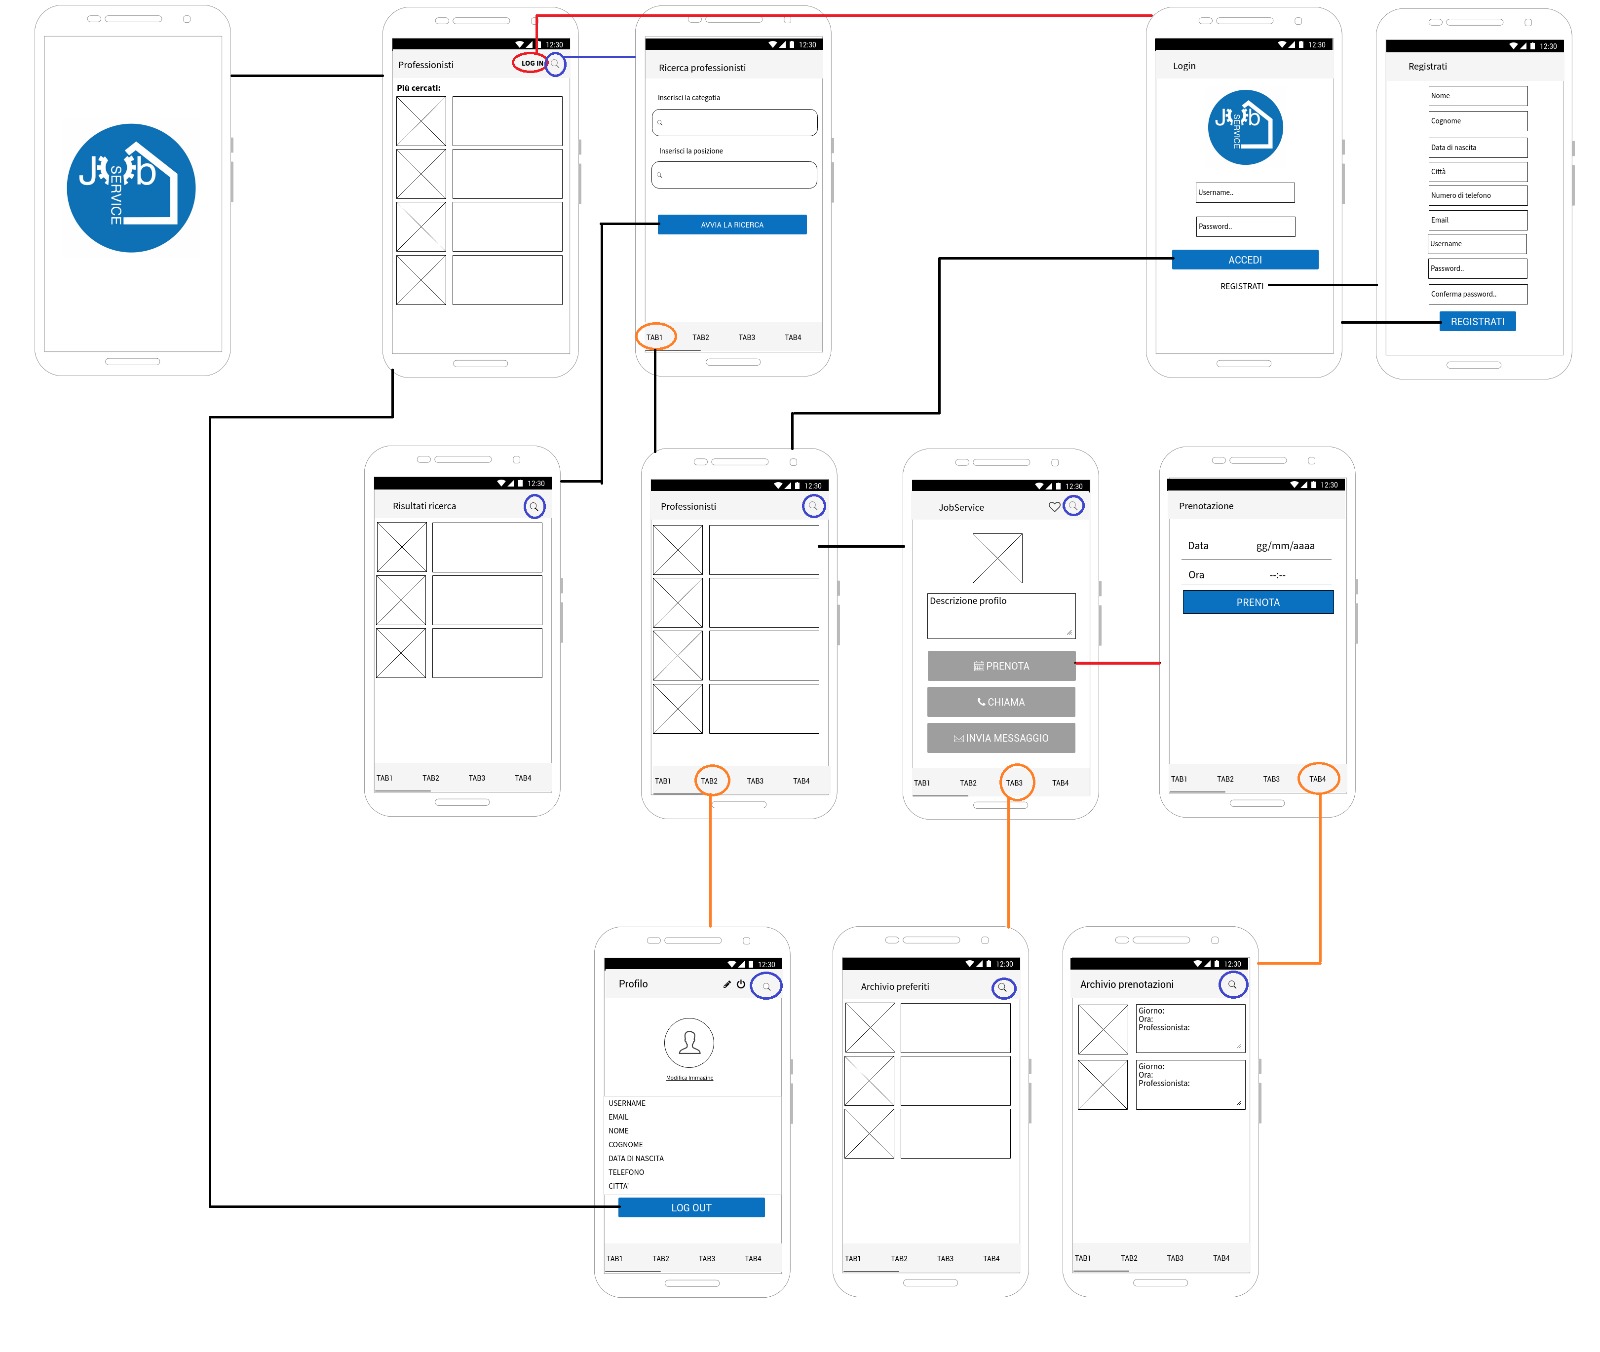 Job
SERVICE
12:30
Professionisti
LOG IN
Più cercati:
12:30
Ricerca professionisti
Inserisci la categotia
Inserisci la posizione
AVVIA LA RICERCA
TAB1 TAB2 TAB3 TAB4
12:30
Login
Job
SERVICE
Username..
Password..
ACCEDI
REGISTRATI
12:30
Registrati
Nome
Cognome
Data di nascita
Città
Numero di telefono
Email
Username
Password..
Conferma password..
REGISTRATI
12:30
Risultati ricerca
TAB1 TAB2 TAB3 TAB4
12:30
Professionisti
TAB1 TAB2 TAB3 TAB4
12:30
JobService
Descrizione profilo
PRENOTA
CHIAMA
INVIA MESSAGGIO
TAB1 TAB2 TAB3 TAB4
12:30
Prenotazione
Data gg/mm/aaaa
Ora --:--
PRENOTA
TAB1 TAB2 TAB3 TAB4
12:30
Profilo
Modifica Immagine
USERNAME
EMAIL
NOME
COGNOME
DATA DI NASCITA
TELEFONO
CITTA'
LOG OUT
TAB1 TAB2 TAB3 TAB4
12:30
Archivio preferiti
TAB1 TAB2 TAB3 TAB4
12:30
Archivio prenotazioni
Giorno:
Ora:
Professionista:
Giorno:
Ora:
Professionista:
TAB1 TAB2 TAB3 TAB4